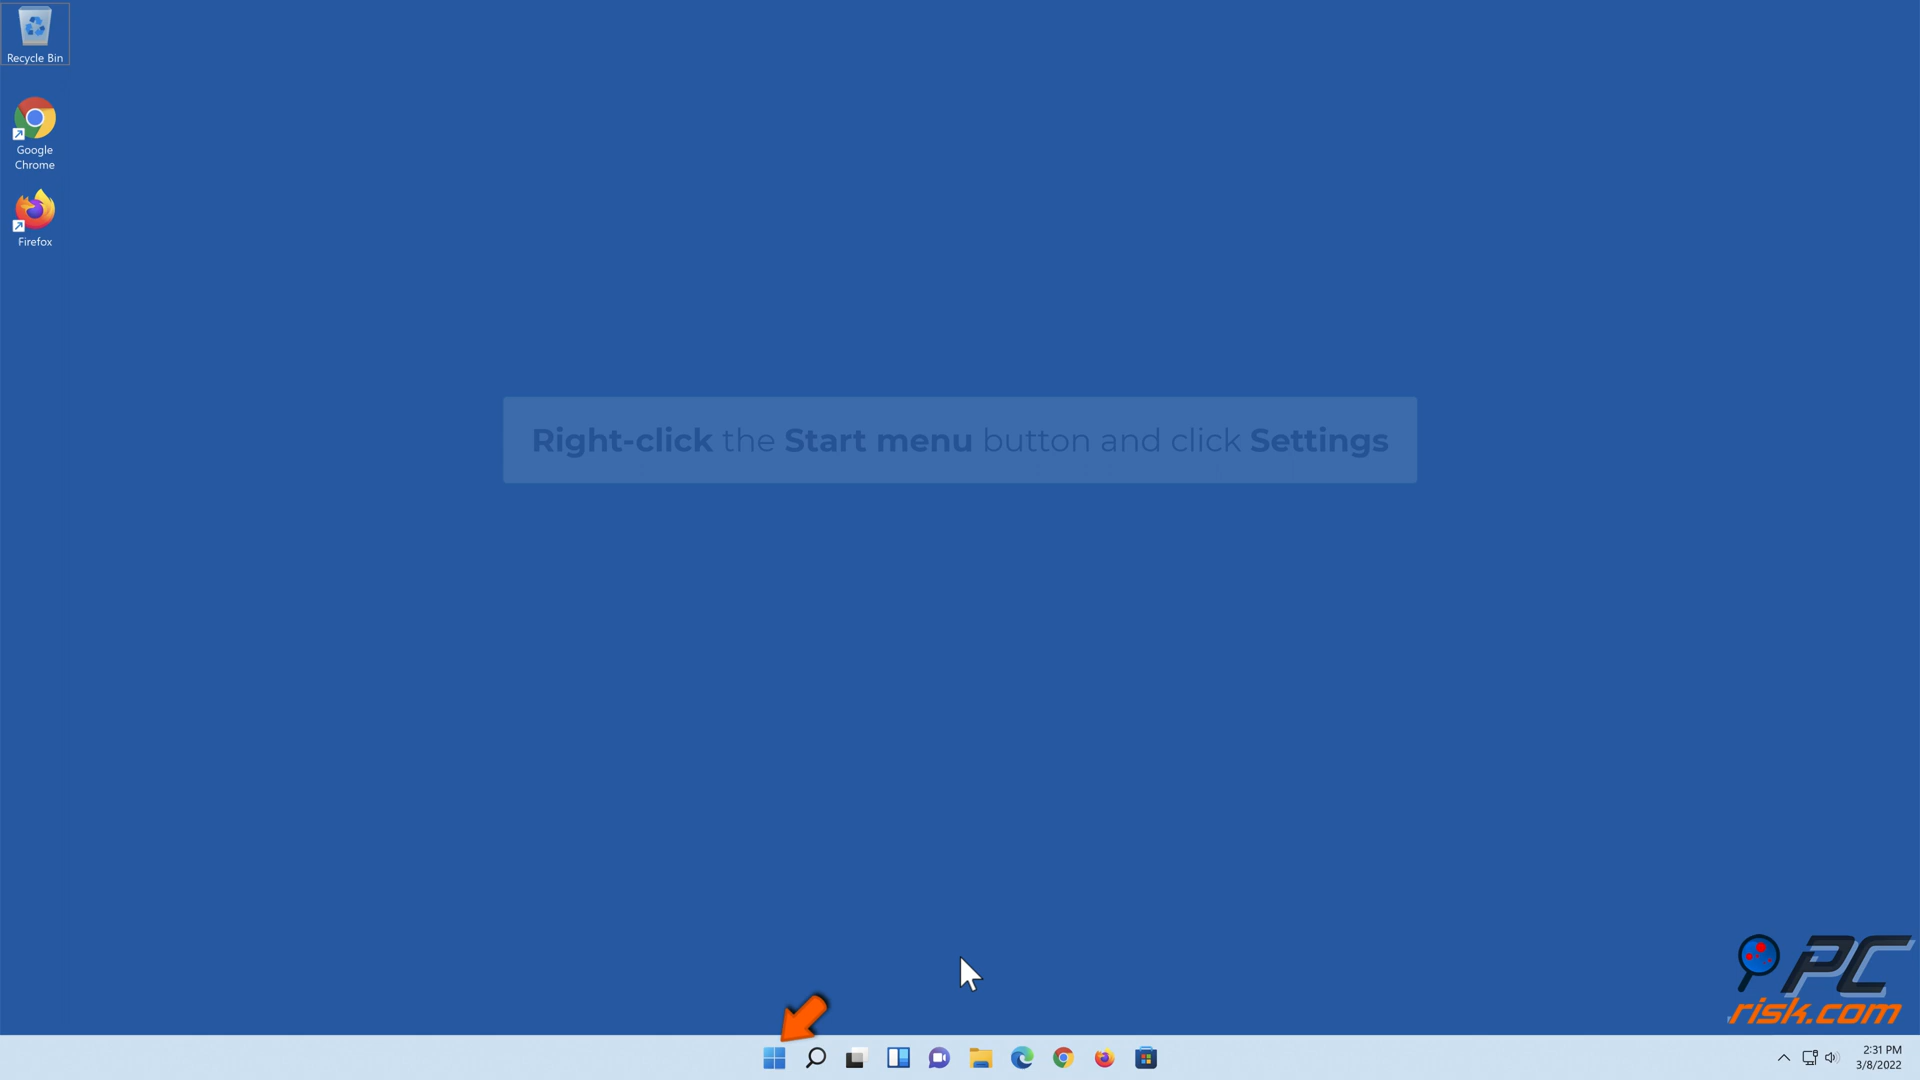 Recycle Bin
Google
Chrome
Firefox
Right-click the Start menu button and click Settings
PC
risk.com
2:31 PM
3/8/2022